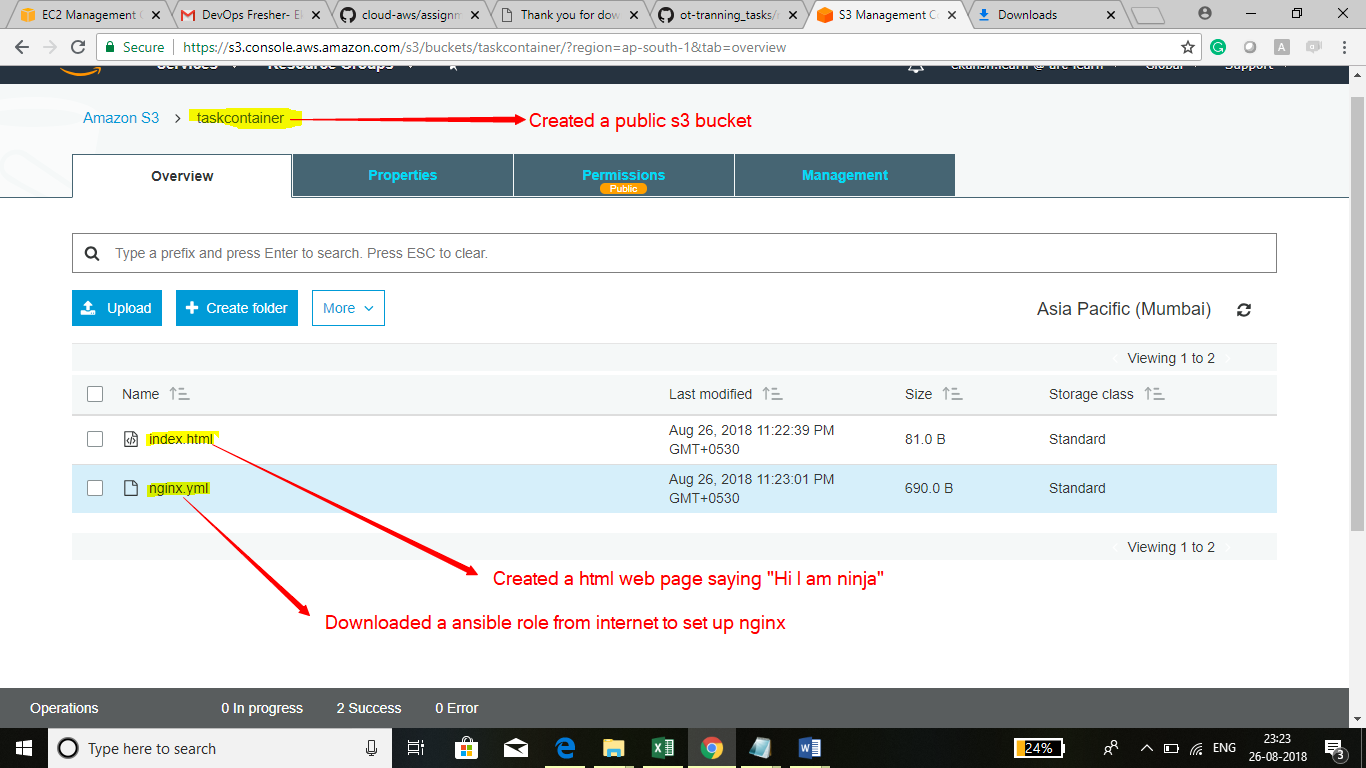 EC2 Management C
DevOps Fresher- E
cloud-aws/assignm
Thank you for dow
ot-tranning_tasks/
S3 Management C
Downloads
Secure
https://s3.console.aws.amazon.com/s3/buckets/taskcontainer/?region=ap-south-1&tab=overview
Services
Resource Groups
Global
Support
Amazon S3 > taskcontainer
Created a public s3 bucket
Overview
Properties
Permissions
Management
Public
Type a prefix and press Enter to search. Press ESC to clear.
Upload
Create folder
More
Asia Pacific (Mumbai)
Viewing 1 to 2
Name
Last modified
Size
Storage class
index.html
Aug 26, 2018 11:22:39 PM
GMT+0530
81.0 B
Standard
nginx.yml
Aug 26, 2018 11:23:01 PM
GMT+0530
690.0 B
Standard
Viewing 1 to 2
Created a html web page saying "Hi I am ninja"
Downloaded a ansible role from internet to set up nginx
Operations
0 In progress
2 Success
0 Error
Type here to search
24%
ENG
23:23
26-08-2018
3